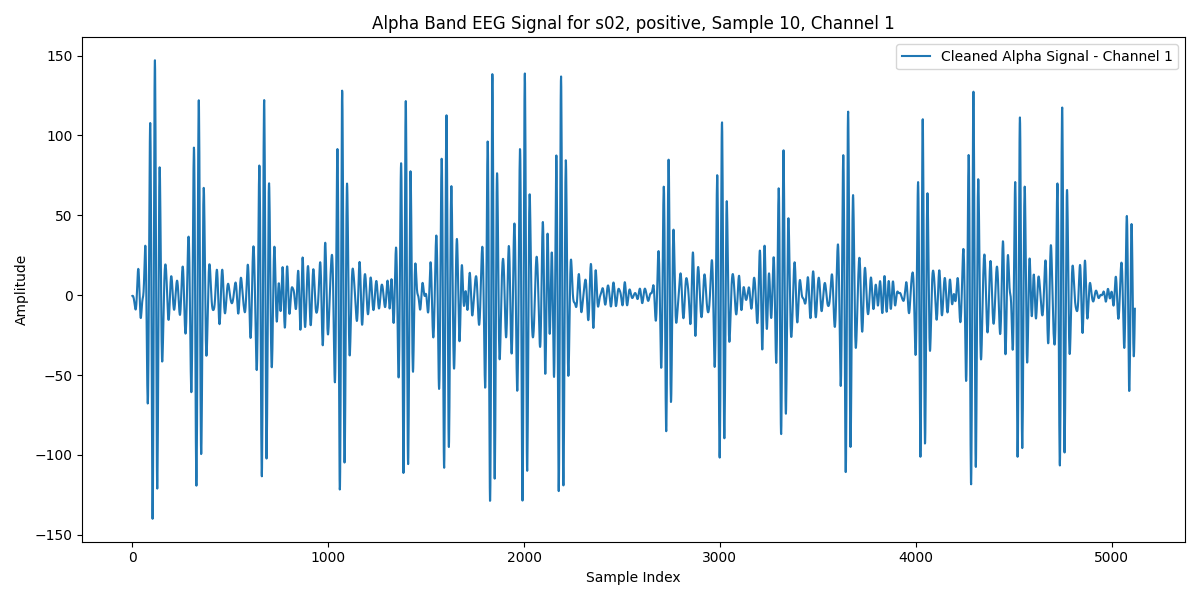 Alpha Band EEG Signal for s02, positive, Sample 10, Channel 1
Cleaned Alpha Signal - Channel 1
150
100
50
0
−50
−100
−150
Amplitude
0 1000 2000 3000 4000 5000
Sample Index